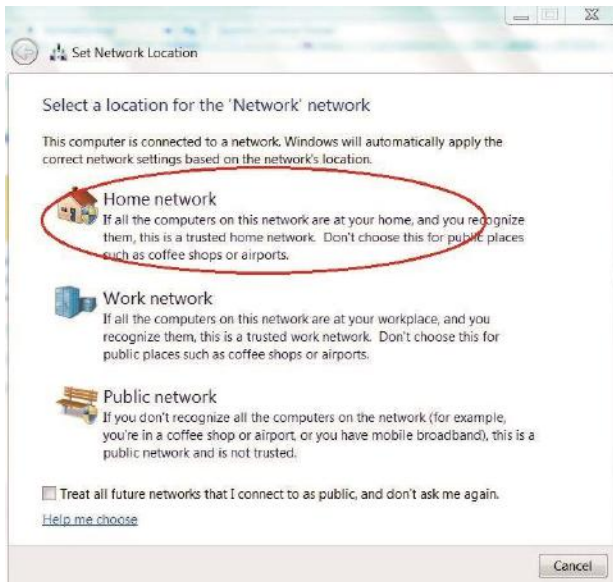 Set Network Location
Select a location for the 'Network' network
This computer is connected to a network. Windows will automatically apply the
correct network settings based on the network's location.
Home network
If all the computers on this network are at your home, and you recognize
them, this is a trusted home network. Don't choose this for public places
such as coffee shops or airports.
Work network
If all the computers on this network are at your workplace, and you
recognize them, this is a trusted work network. Don't choose this for
public places such as coffee shops or airports.
Public network
If you don't recognize all the computers on the network (for example,
you're in a coffee shop or airport, or you have mobile broadband), this is a
public network and is not trusted.
Treat all future networks that I connect to as public, and don't ask me again.
Help me choose
Cancel